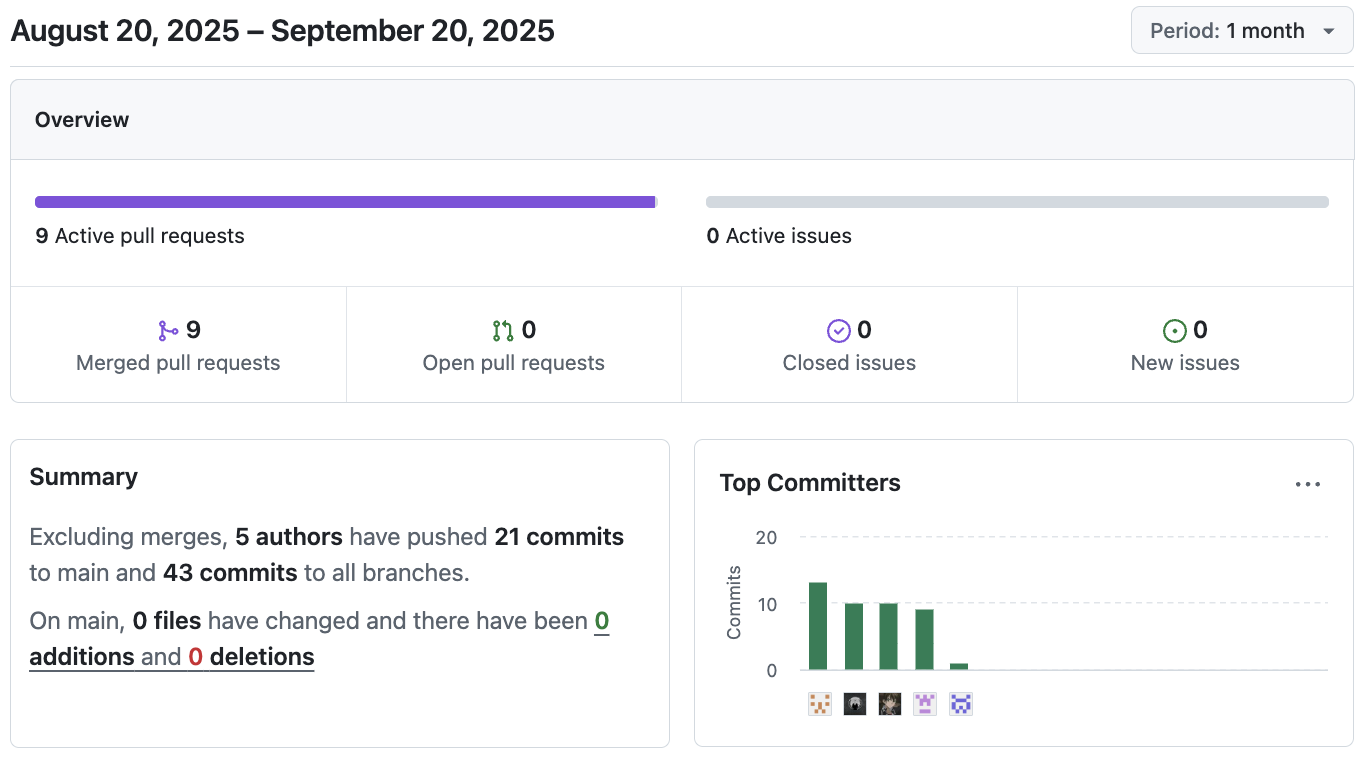 August 20, 2025 – September 20, 2025
Period: 1 month
Overview
9 Active pull requests
0 Active issues
9
Merged pull requests
0
Open pull requests
0
Closed issues
0
New issues
Summary
Excluding merges, 5 authors have pushed 21 commits
to main and 43 commits to all branches.
On main, 0 files have changed and there have been 0
additions and 0 deletions
Top Committers
Commits
20
10
0